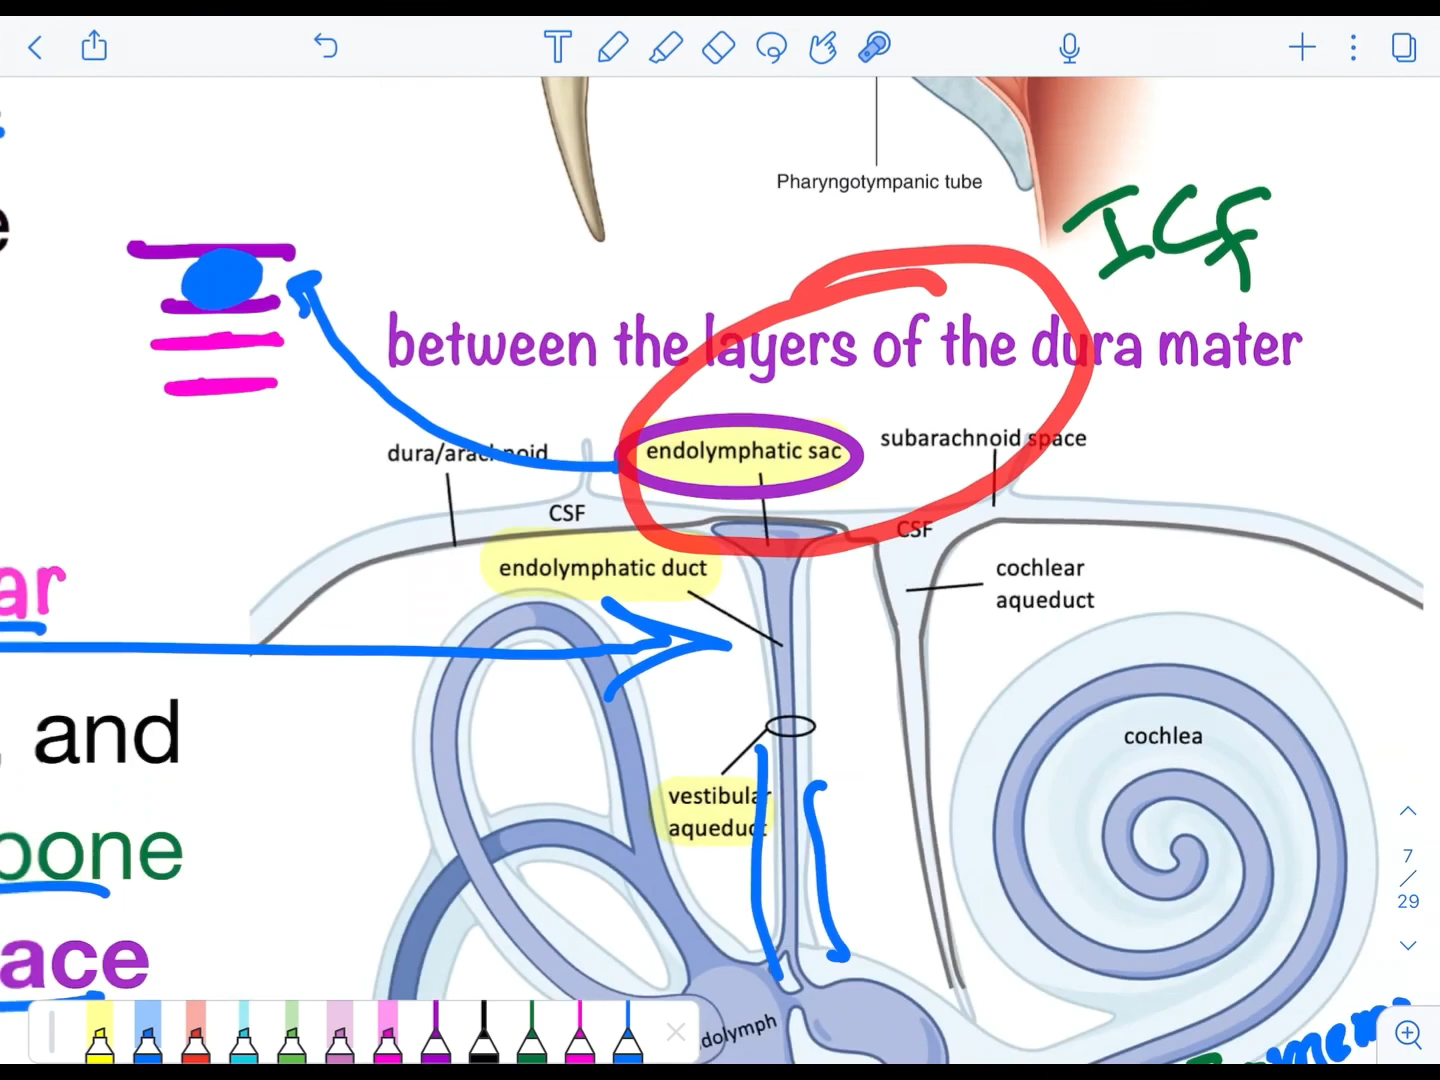 Pharyngotympanic tube
ICF
between the layers of the dura mater
dura/arachnoid
endolymphatic sac
subarachnoid space
CSF
CSF
endolymphatic duct
cochlear
aqueduct
ar
, and
cochlea
vestibular
aqueduct
bone
ace
7
/
29
dolymph